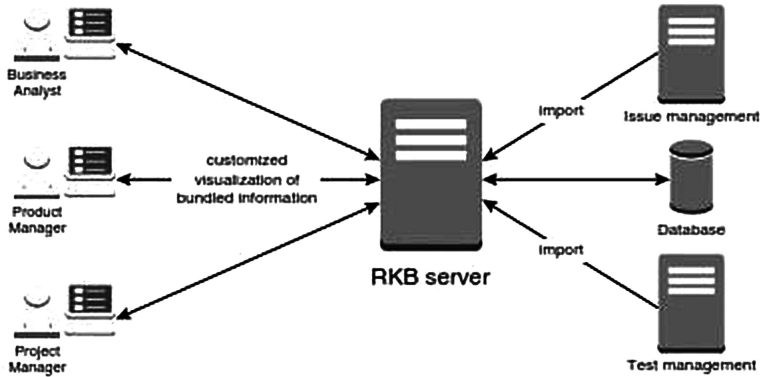 Business
Analyst
Product
Manager
Project
Manager
customized
visualization of
bundled information
RKB server
import
import
Issue management
Database
Test management